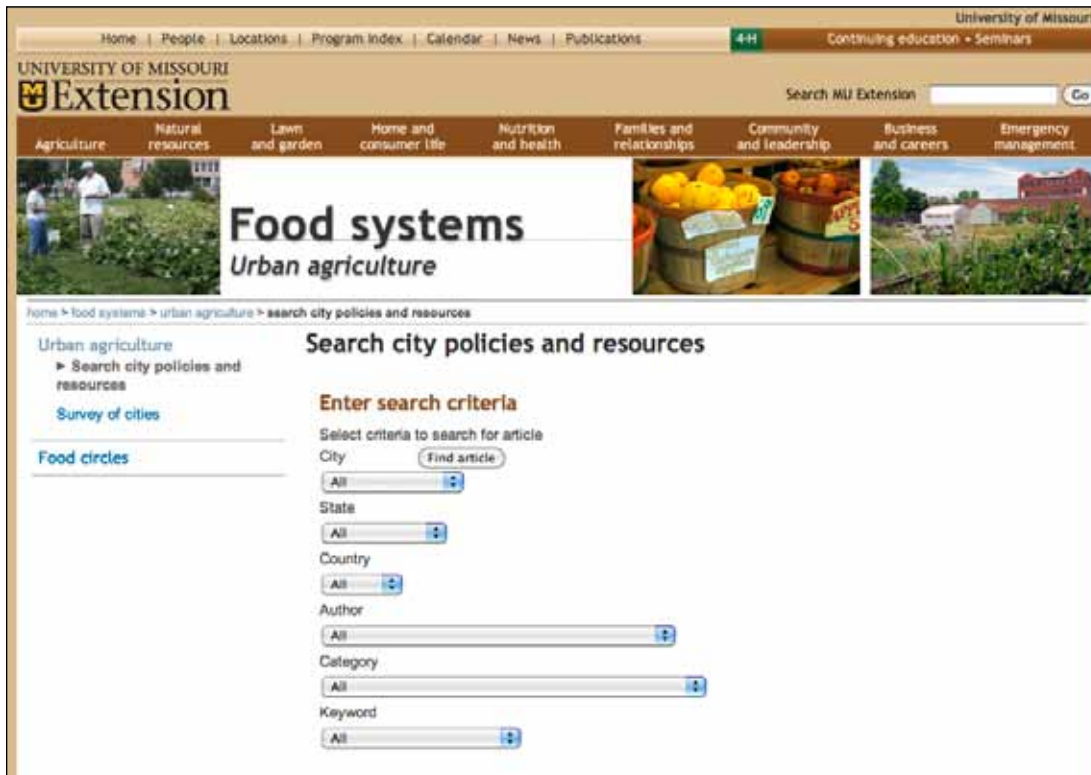 University of Missouri
Home | People | Locations | Program Index | Calendar | News | Publications
4-H
Continuing education • Seminars
UNIVERSITY OF MISSOURI
Extension
Search MU Extension
Go
Agriculture
Natural resources
Lawn and garden
Home and consumer life
Nutrition and health
Families and relationships
Community and leadership
Business and careers
Emergency management
Food systems
Urban agriculture
home > food systems > urban agriculture > search city policies and resources
Urban agriculture
► Search city policies and
resources
Survey of cities
Food circles
Search city policies and resources
Enter search criteria
Select criteria to search for article
City
Find article
All
State
All
Country
All
Author
All
Category
All
Keyword
All